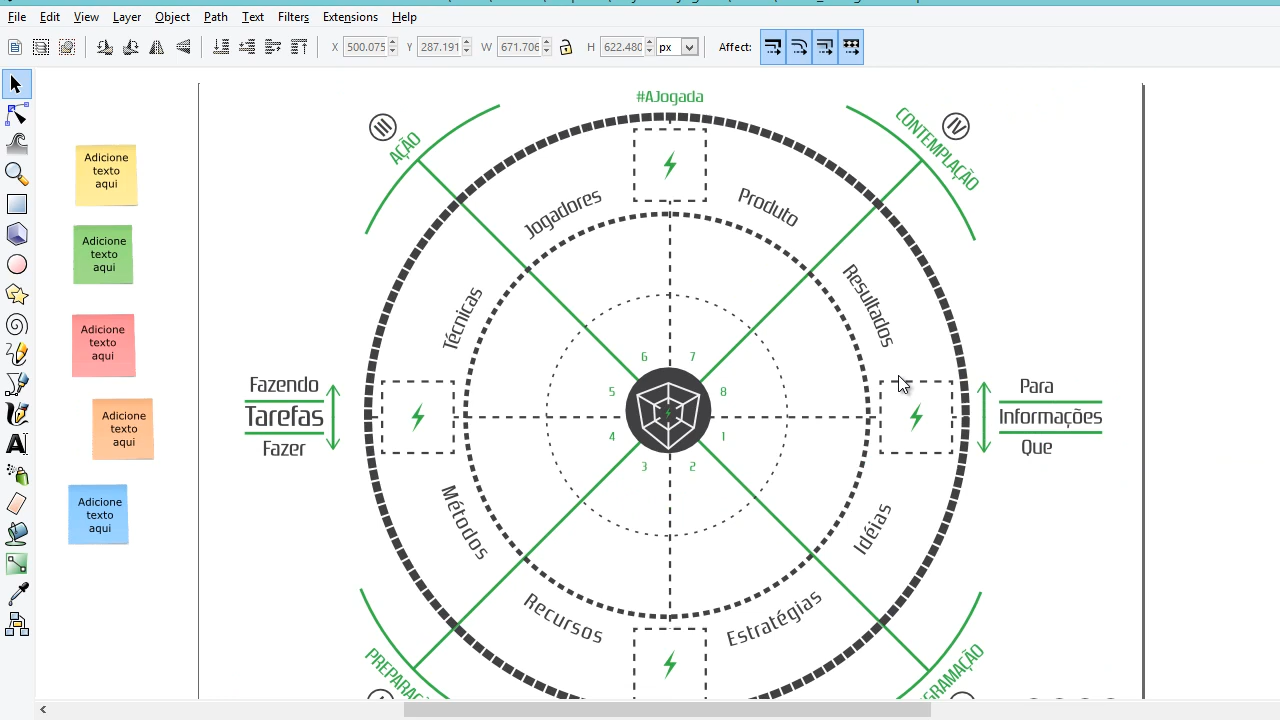 File Edit View Layer Object Path Text Filters Extensions Help
X 500.075 Y 287.191 W 671.706 H 622.480 px Affect:
#AJogada
III
AÇÃO
IV
CONTEMPLAÇÃO
Adicione
texto
aqui
Adicione
texto
aqui
Adicione
texto
aqui
Adicione
texto
aqui
Adicione
texto
aqui
Jogadores
Produto
Técnicas
Resultados
6 7
5 8
4 1
3 2
Fazendo
Tarefas
Fazer
Para
Informações
Que
Métodos
Idéias
Recursos
Estratégias